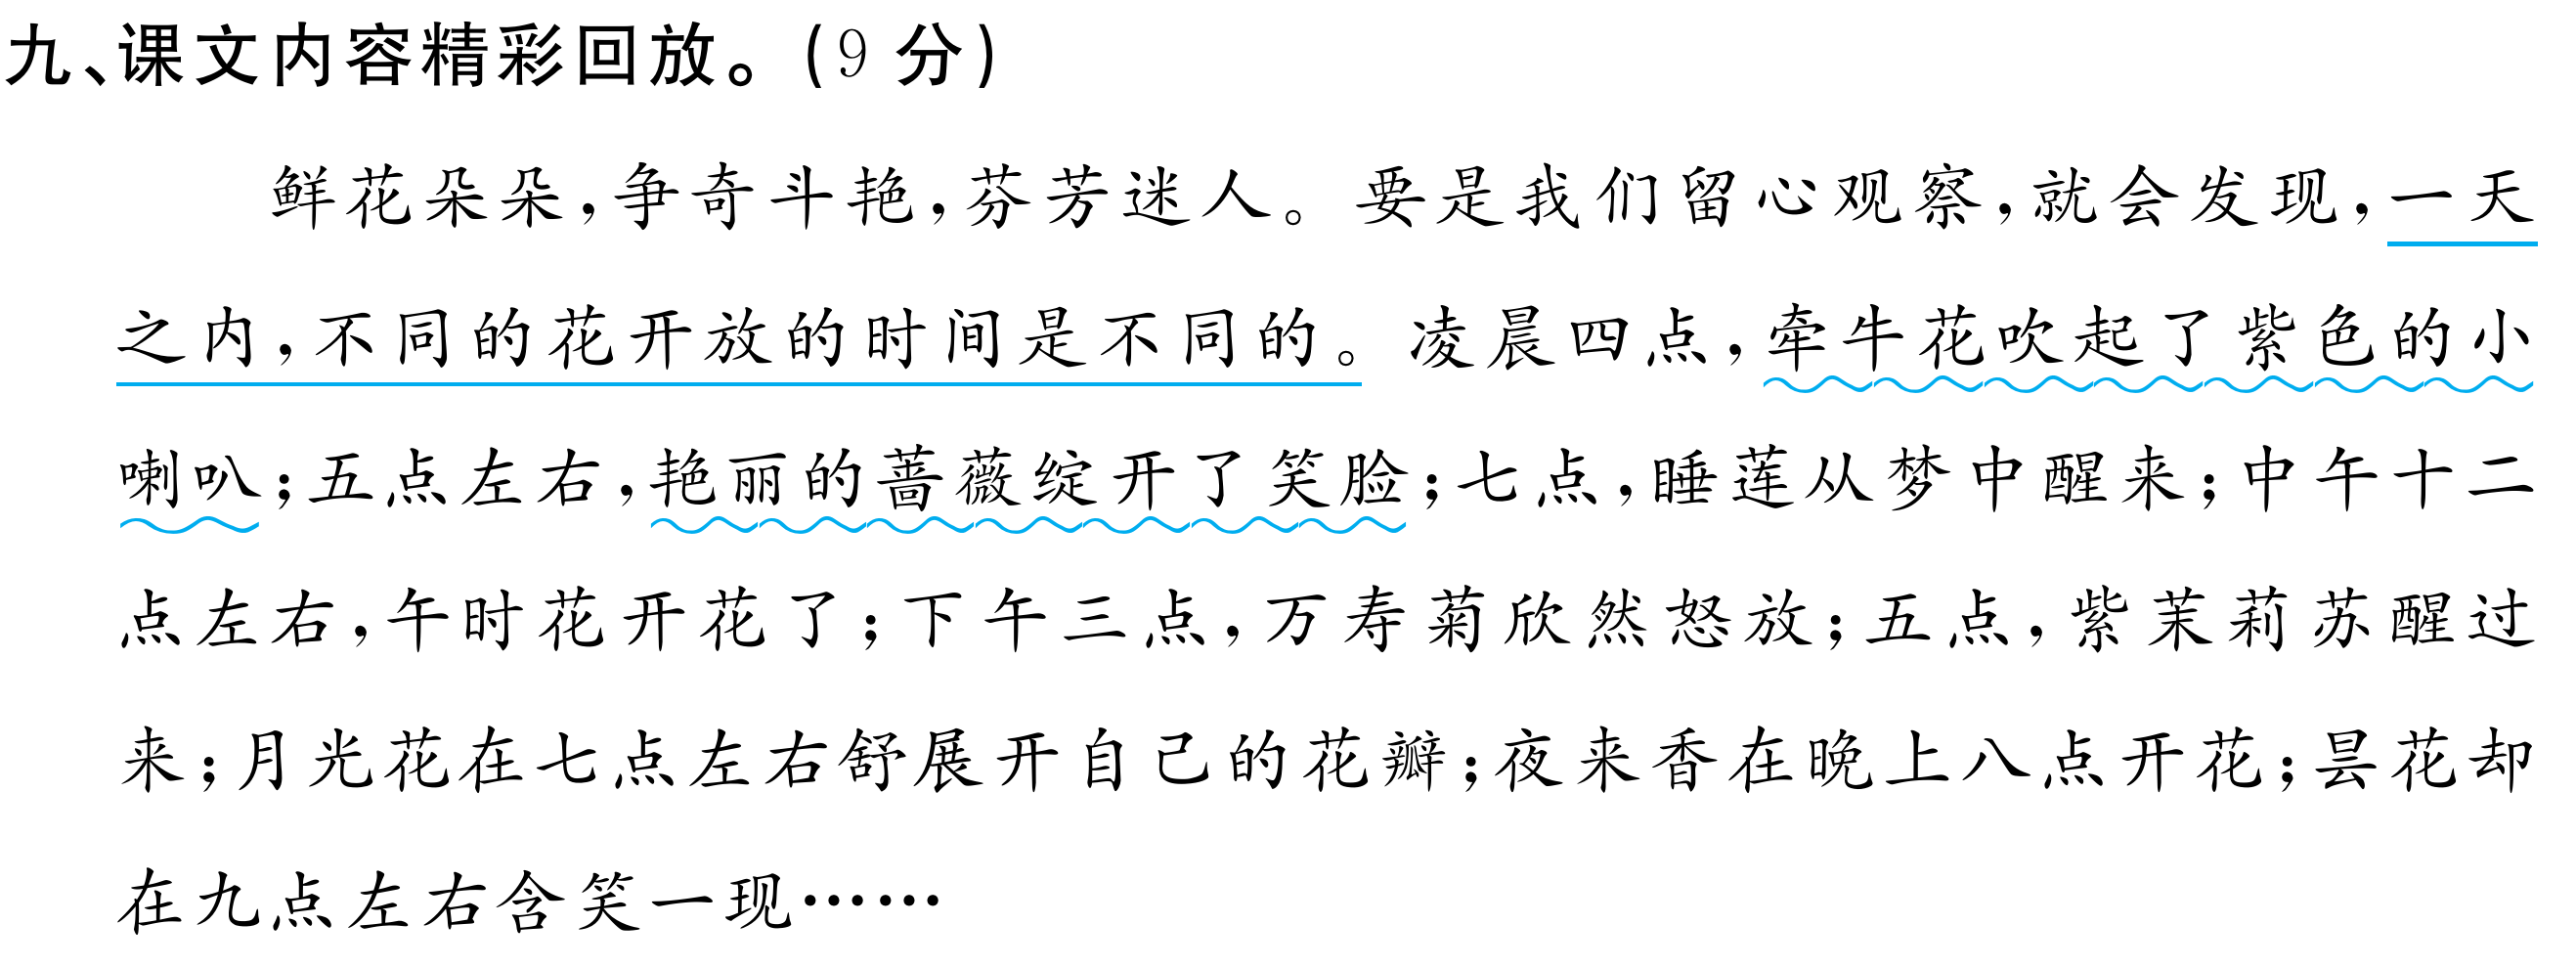 九、课文内容精彩回放。(9 分)
鲜花朵朵,争奇斗艳,芬芳迷人。要是我们留心观察,就会发现,一天
之内,不同的花开放的时间是不同的。凌晨四点,牵牛花吹起了紫色的小
喇叭;五点左右,艳丽的蔷薇绽开了笑脸;七点,睡莲从梦中醒来;中午十二
点左右,午时花开花了;下午三点,万寿菊欣然怒放;五点,紫茉莉苏醒过
来;月光花在七点左右舒展开自己的花瓣;夜来香在晚上八点开花;昙花却
在九点左右含笑一现……